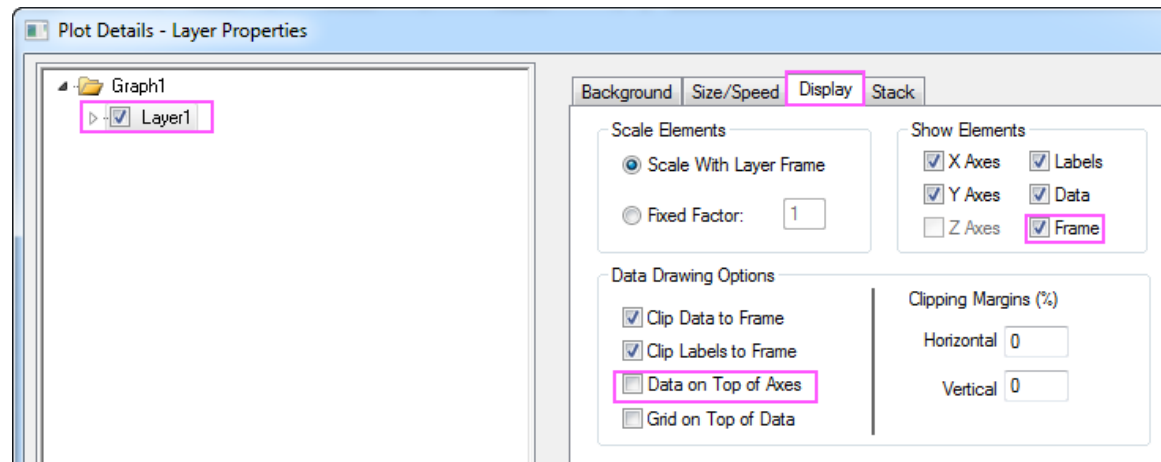 Plot Details - Layer Properties
Graph1
Layer1
Background Size/Speed Display Stack
Scale Elements
Scale With Layer Frame
Fixed Factor: 1
Show Elements
X Axes Labels
Y Axes Data
Z Axes Frame
Data Drawing Options
Clip Data to Frame
Clip Labels to Frame
Data on Top of Axes
Grid on Top of Data
Clipping Margins (%)
Horizontal 0
Vertical 0